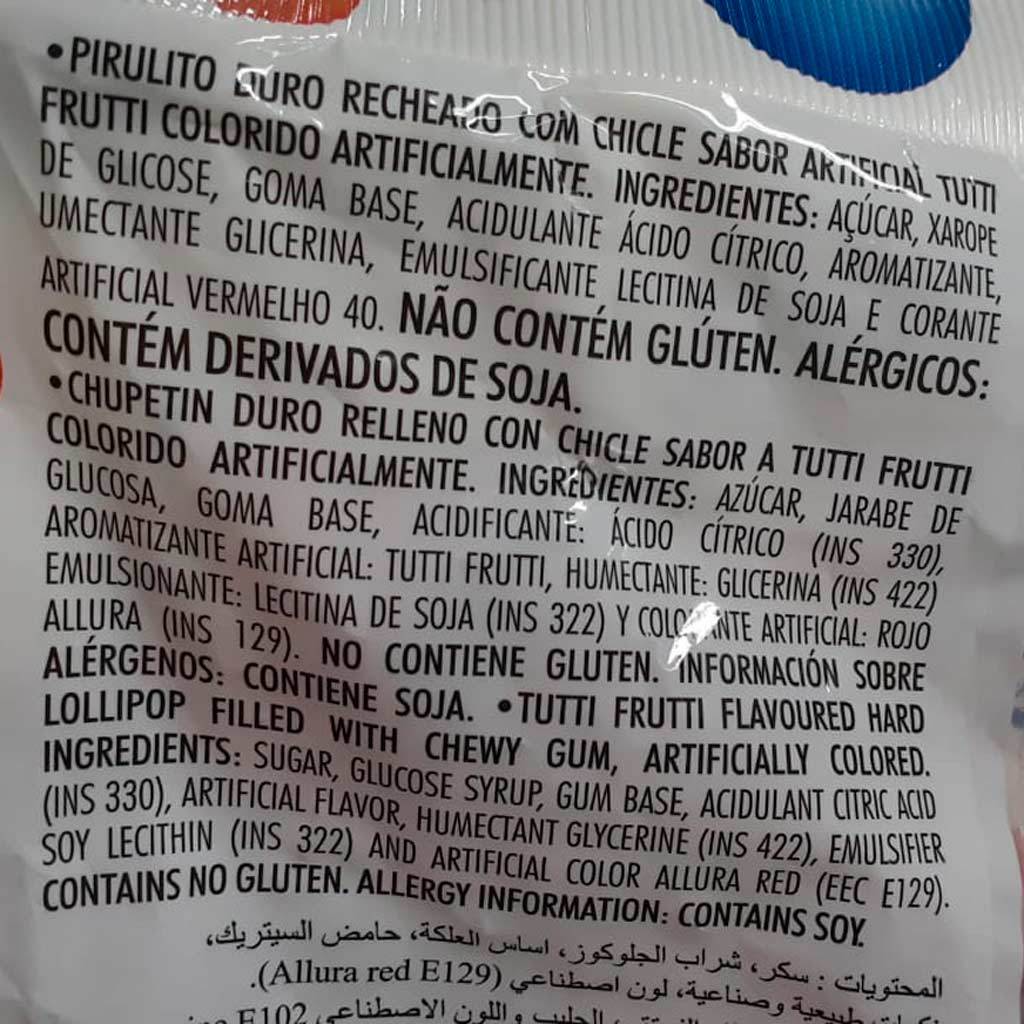 •PIRULITO DURO RECHEADO COM CHICLE SABOR ARTIFICIAL TUTTI
FRUTTI COLORIDO ARTIFICIALMENTE. INGREDIENTES: AÇÚCAR, XAROPE
DE GLICOSE, GOMA BASE, ACIDULANTE ÁCIDO CÍTRICO, AROMATIZANTE,
UMECTANTE GLICERINA, EMULSIFICANTE LECITINA DE SOJA E CORANTE
ARTIFICIAL VERMELHO 40. NÃO CONTÉM GLÚTEN. ALÉRGICOS:
CONTÉM DERIVADOS DE SOJA.
•CHUPETIN DURO RELLENO CON CHICLE SABOR A TUTTI FRUTTI
COLORIDO ARTIFICIALMENTE. INGREDIENTES: AZÚCAR, JARABE DE
GLUCOSA, GOMA BASE, ACIDIFICANTE: ÁCIDO CÍTRICO (INS 330),
AROMATIZANTE ARTIFICIAL: TUTTI FRUTTI, HUMECTANTE: GLICERINA (INS 422)
EMULSIONANTE: LECITINA DE SOJA (INS 322) Y COLORANTE ARTIFICIAL: ROJO
ALLURA (INS 129). NO CONTIENE GLUTEN. INFORMACIÓN SOBRE
ALÉRGENOS: CONTIENE SOJA. •TUTTI FRUTTI FLAVOURED HARD
LOLLIPOP FILLED WITH CHEWY GUM, ARTIFICIALLY COLORED.
INGREDIENTS: SUGAR, GLUCOSE SYRUP, GUM BASE, ACIDULANT CITRIC ACID
(INS 330), ARTIFICIAL FLAVOR, HUMECTANT GLYCERINE (INS 422), EMULSIFIER
SOY LECITHIN (INS 322) AND ARTIFICIAL COLOR ALLURA RED (EEC E129).
CONTAINS NO GLUTEN. ALLERGY INFORMATION: CONTAINS SOY.
المحتويات : سكر، شراب الجلوكوز، اساس العلكة، حامض السيتريك،
طبيعية وصناعية، لون اصطناعي (Allura red E129).
الحليب و اللون الاصطناعي E102